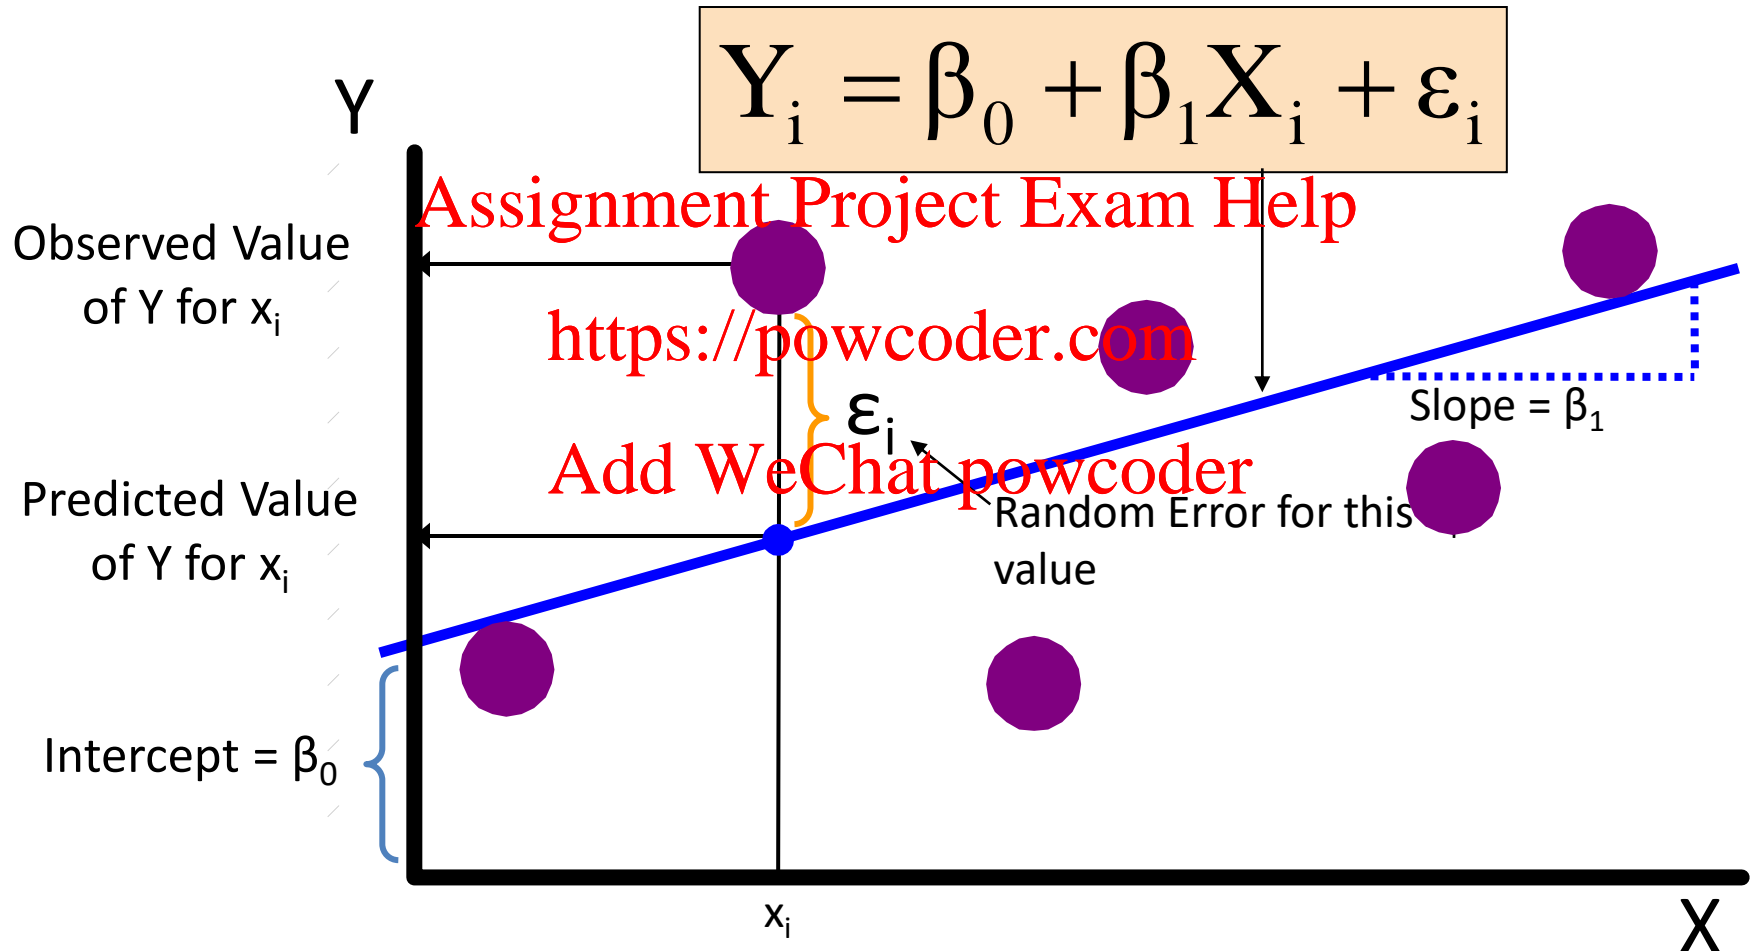 Yᵢ = β₀ + β₁Xᵢ + εᵢ
Y
Assignment Project Exam Help
Observed Value
of Y for xᵢ
https://powcoder.com
Slope = β₁
εᵢ
Add WeChat powcoder
Predicted Value
of Y for xᵢ
Random Error for this
value
Intercept = β₀
xᵢ
X